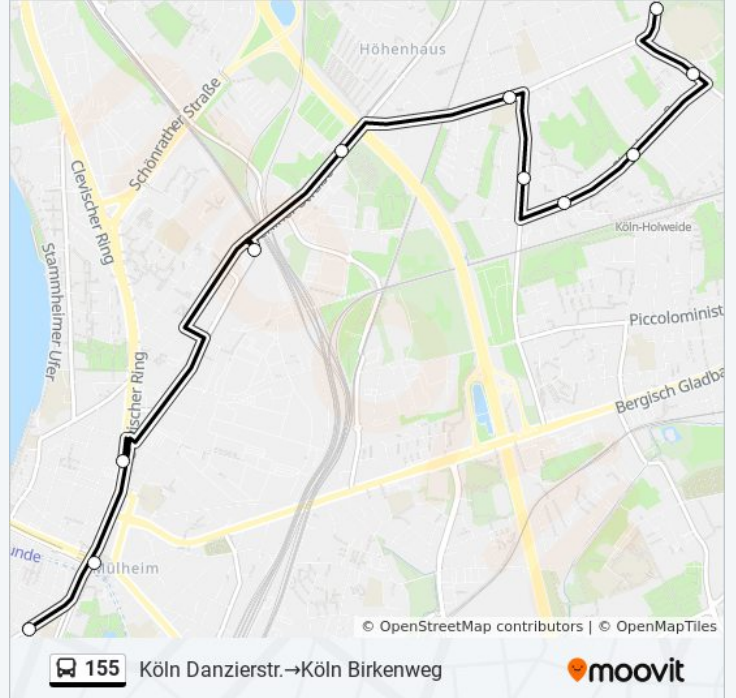 Höhenhaus
Schönrather Straße
Clevischer Ring
Köln-Holweide
Stammheimer Ufer
Piccolominist
ischer Ring
Bergisch Gladba
unde
Mülheim
© OpenStreetMap contributors | © OpenMapTiles
155 Köln Danzierstr.→Köln Birkenweg
moovit